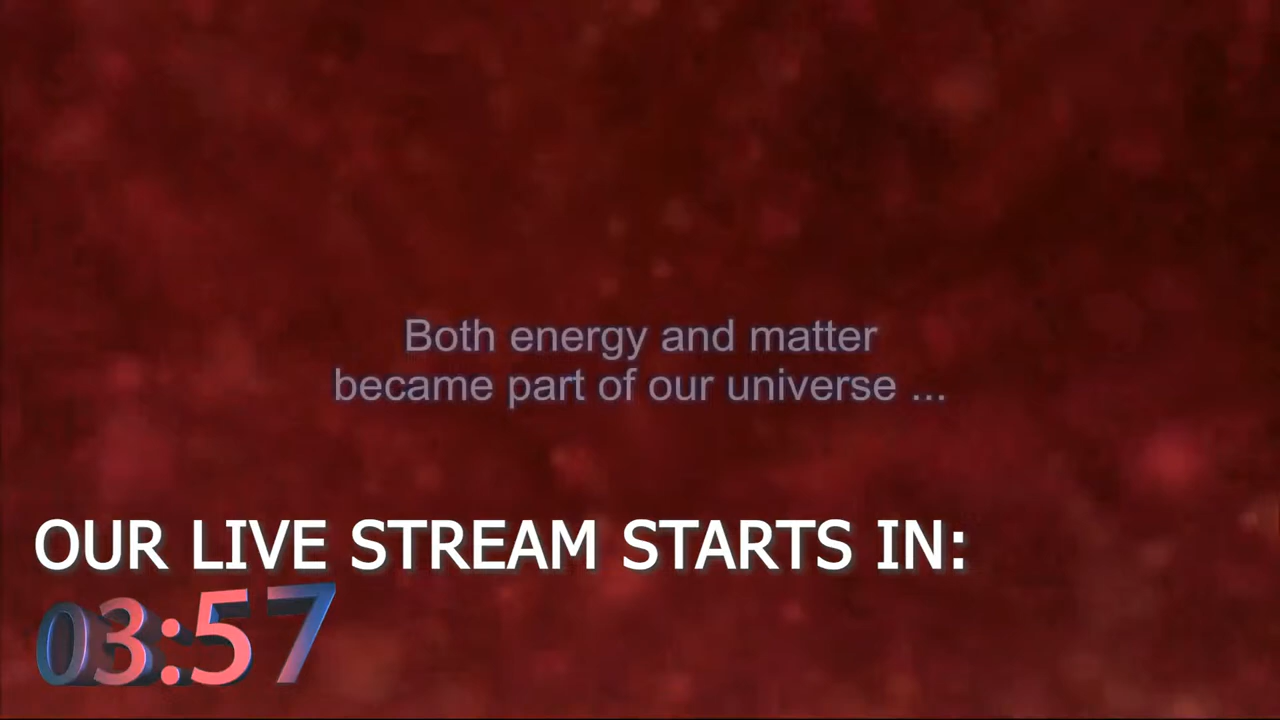 Both energy and matter
became part of our universe ...
OUR LIVE STREAM STARTS IN:
03:57